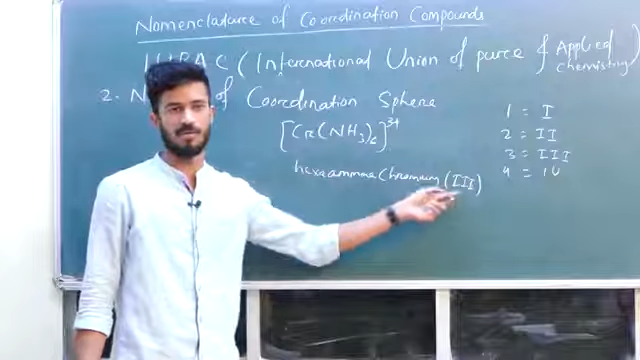 Nomenclature of Coordination Compounds
IUPAC (International Union of pure & Applied Chemistry)
2. of Coordination Sphere
[Cr(NH3)6]3+
hexaammine Chromium (III)
1 = I
2 = II
3 = III
4 = IV